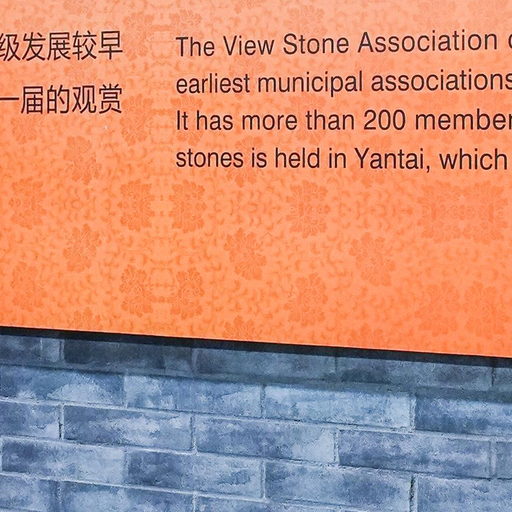 级发展较早
一届的观赏
The View Stone Association
earliest municipal associations
It has more than 200 member
stones is held in Yantai, which